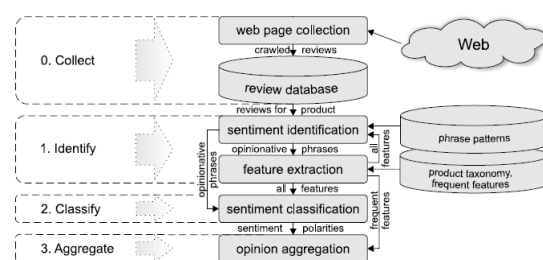 web page collection
Web
0. Collect
crawled reviews
review database
reviews for product
sentiment identification
phrase patterns
1. Identify
opinionative phrases
all features
opinionative phrases
feature extraction
product taxonomy,
frequent features
all features
2. Classify
sentiment classification
frequent features
sentiment polarities
3. Aggregate
opinion aggregation